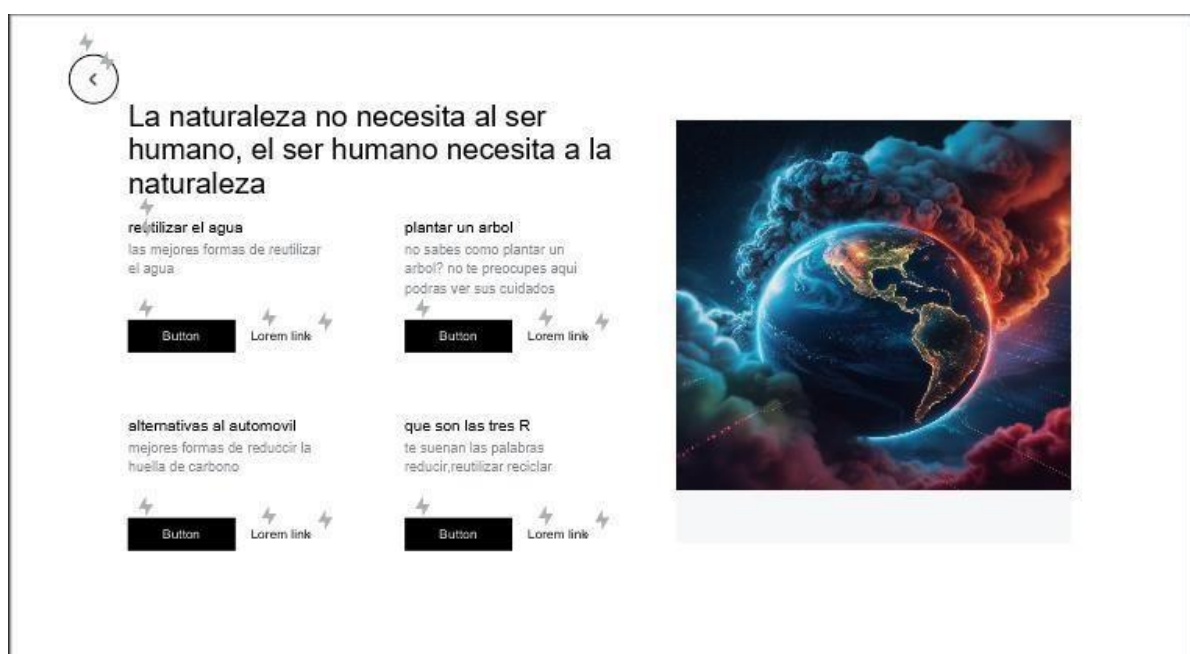 La naturaleza no necesita al ser
humano, el ser humano necesita a la
naturaleza
reutilizar el agua
las mejores formas de reutilizar
el agua
Button
Lorem link
plantar un arbol
no sabes como plantar un
arbol? no te preocupes aqui
podras ver sus cuidados
Button
Lorem link
alternativas al automovil
mejores formas de reduccir la
huella de carbono
Button
Lorem link
que son las tres R
te suenan las palabras
reducir,reutilizar reciclar
Button
Lorem link